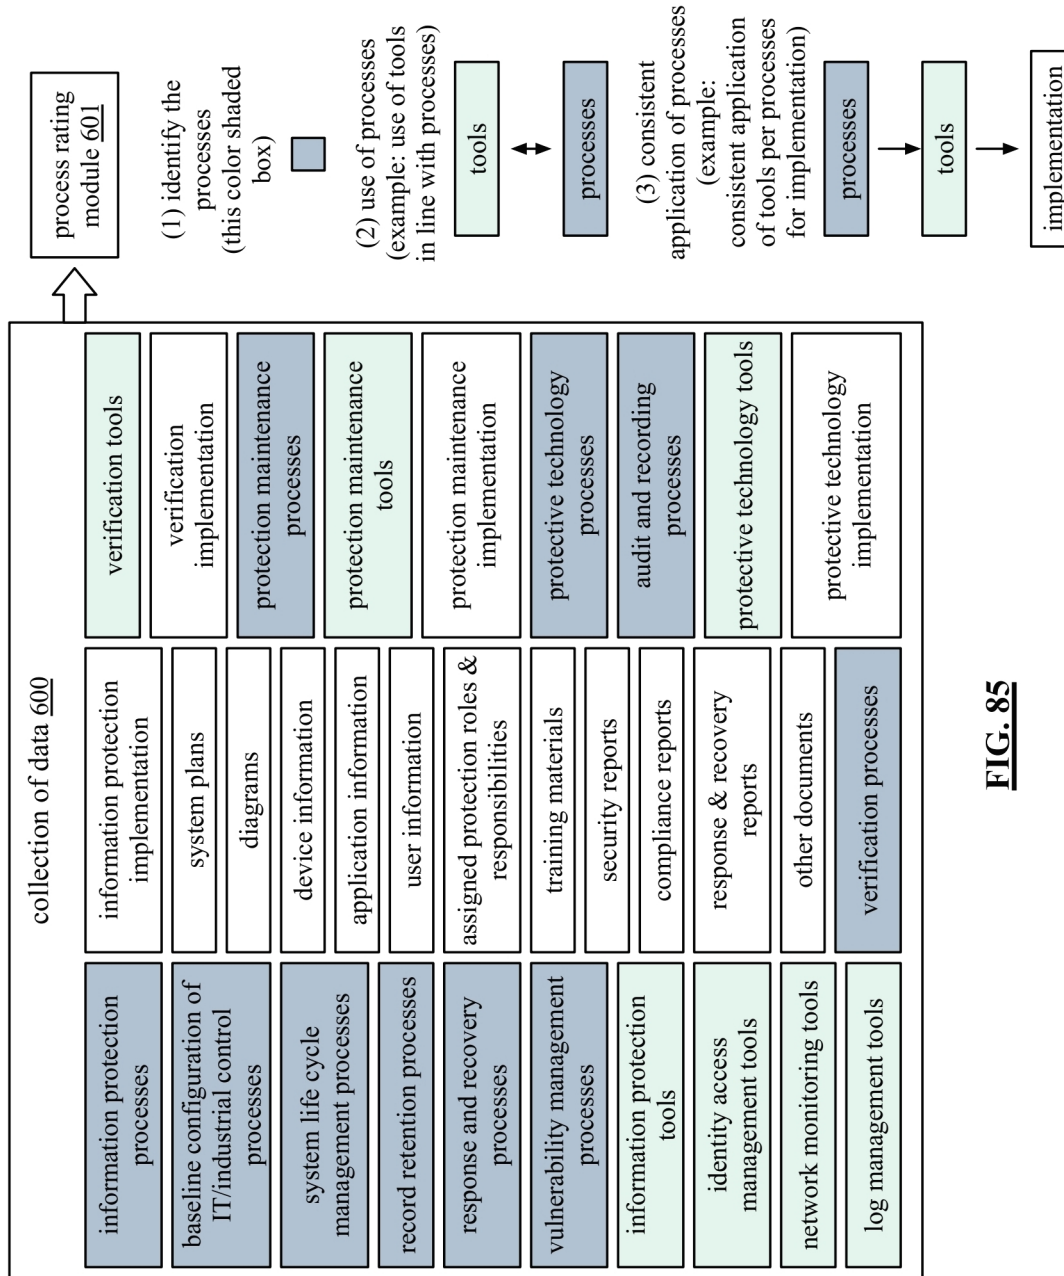 collection of data 600
information protection
processes
baseline configuration of
IT/industrial control
processes
system life cycle
management processes
record retention processes
response and recovery
processes
vulnerability management
processes
information protection
tools
identity access
management tools
network monitoring tools
log management tools
information protection
implementation
system plans
diagrams
device information
application information
user information
assigned protection roles &
responsibilities
training materials
security reports
compliance reports
response & recovery
reports
other documents
verification processes
verification tools
verification
implementation
protection maintenance
processes
protection maintenance
tools
protection maintenance
implementation
protective technology
processes
audit and recording
processes
protective technology tools
protective technology
implementation
process rating
module 601
(1) identify the
processes
(this color shaded
box)
(2) use of processes
(example: use of tools
in line with processes)
tools
processes
(3) consistent
application of processes
(example:
consistent application
of tools per processes
for implementation)
processes
tools
implementation
FIG. 85